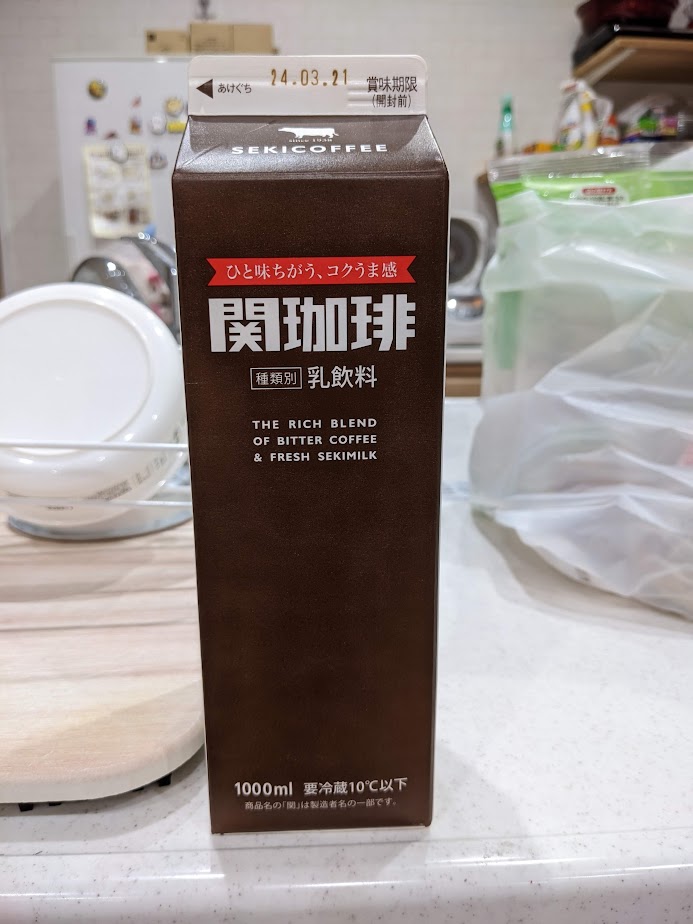 あけぐち
24.03.21
賞味期限
(開封前)
since 1938
SEKICOFFEE
ひと味ちがう、コクうま感
関珈琲
種類別 乳飲料
THE RICH BLEND
OF BITTER COFFEE
& FRESH SEKIMILK
1000ml 要冷蔵10℃以下
商品名の「関」は製造者名の一部です。